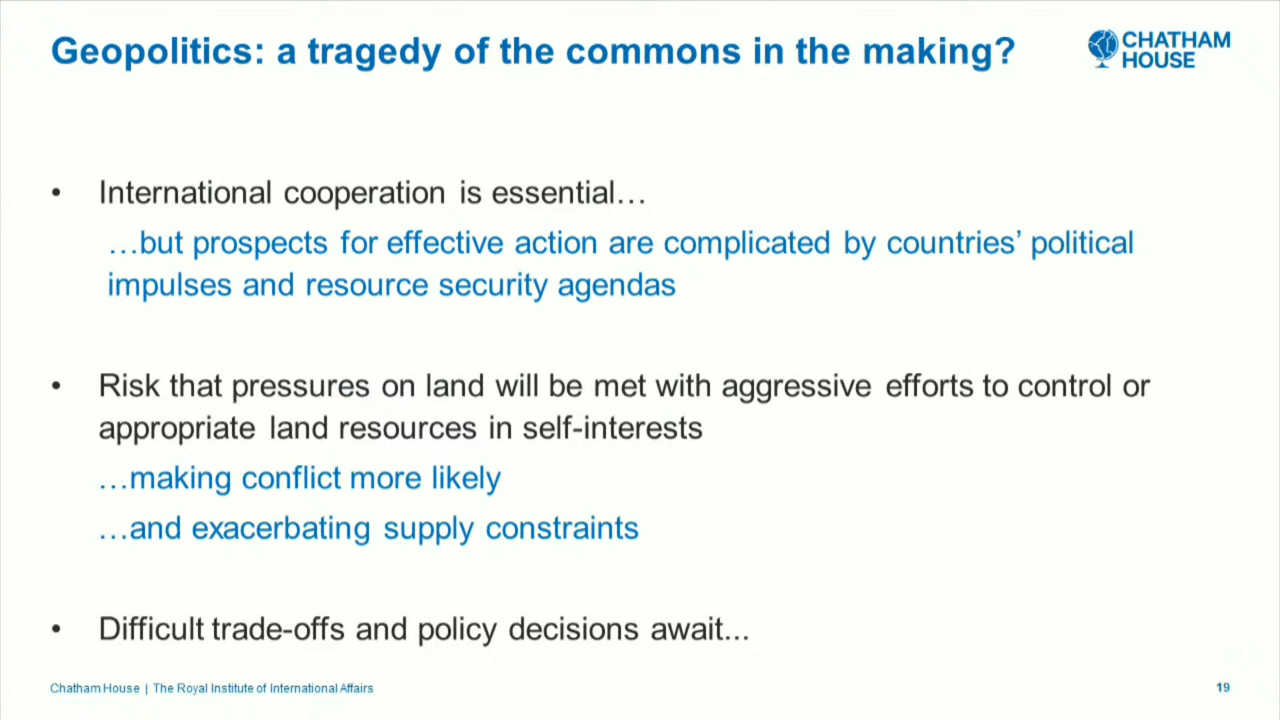 Geopolitics: a tragedy of the commons in the making?
CHATHAM
HOUSE
• International cooperation is essential…
…but prospects for effective action are complicated by countries’ political
impulses and resource security agendas
• Risk that pressures on land will be met with aggressive efforts to control or
appropriate land resources in self-interests
…making conflict more likely
…and exacerbating supply constraints
• Difficult trade-offs and policy decisions await...
Chatham House | The Royal Institute of International Affairs
19